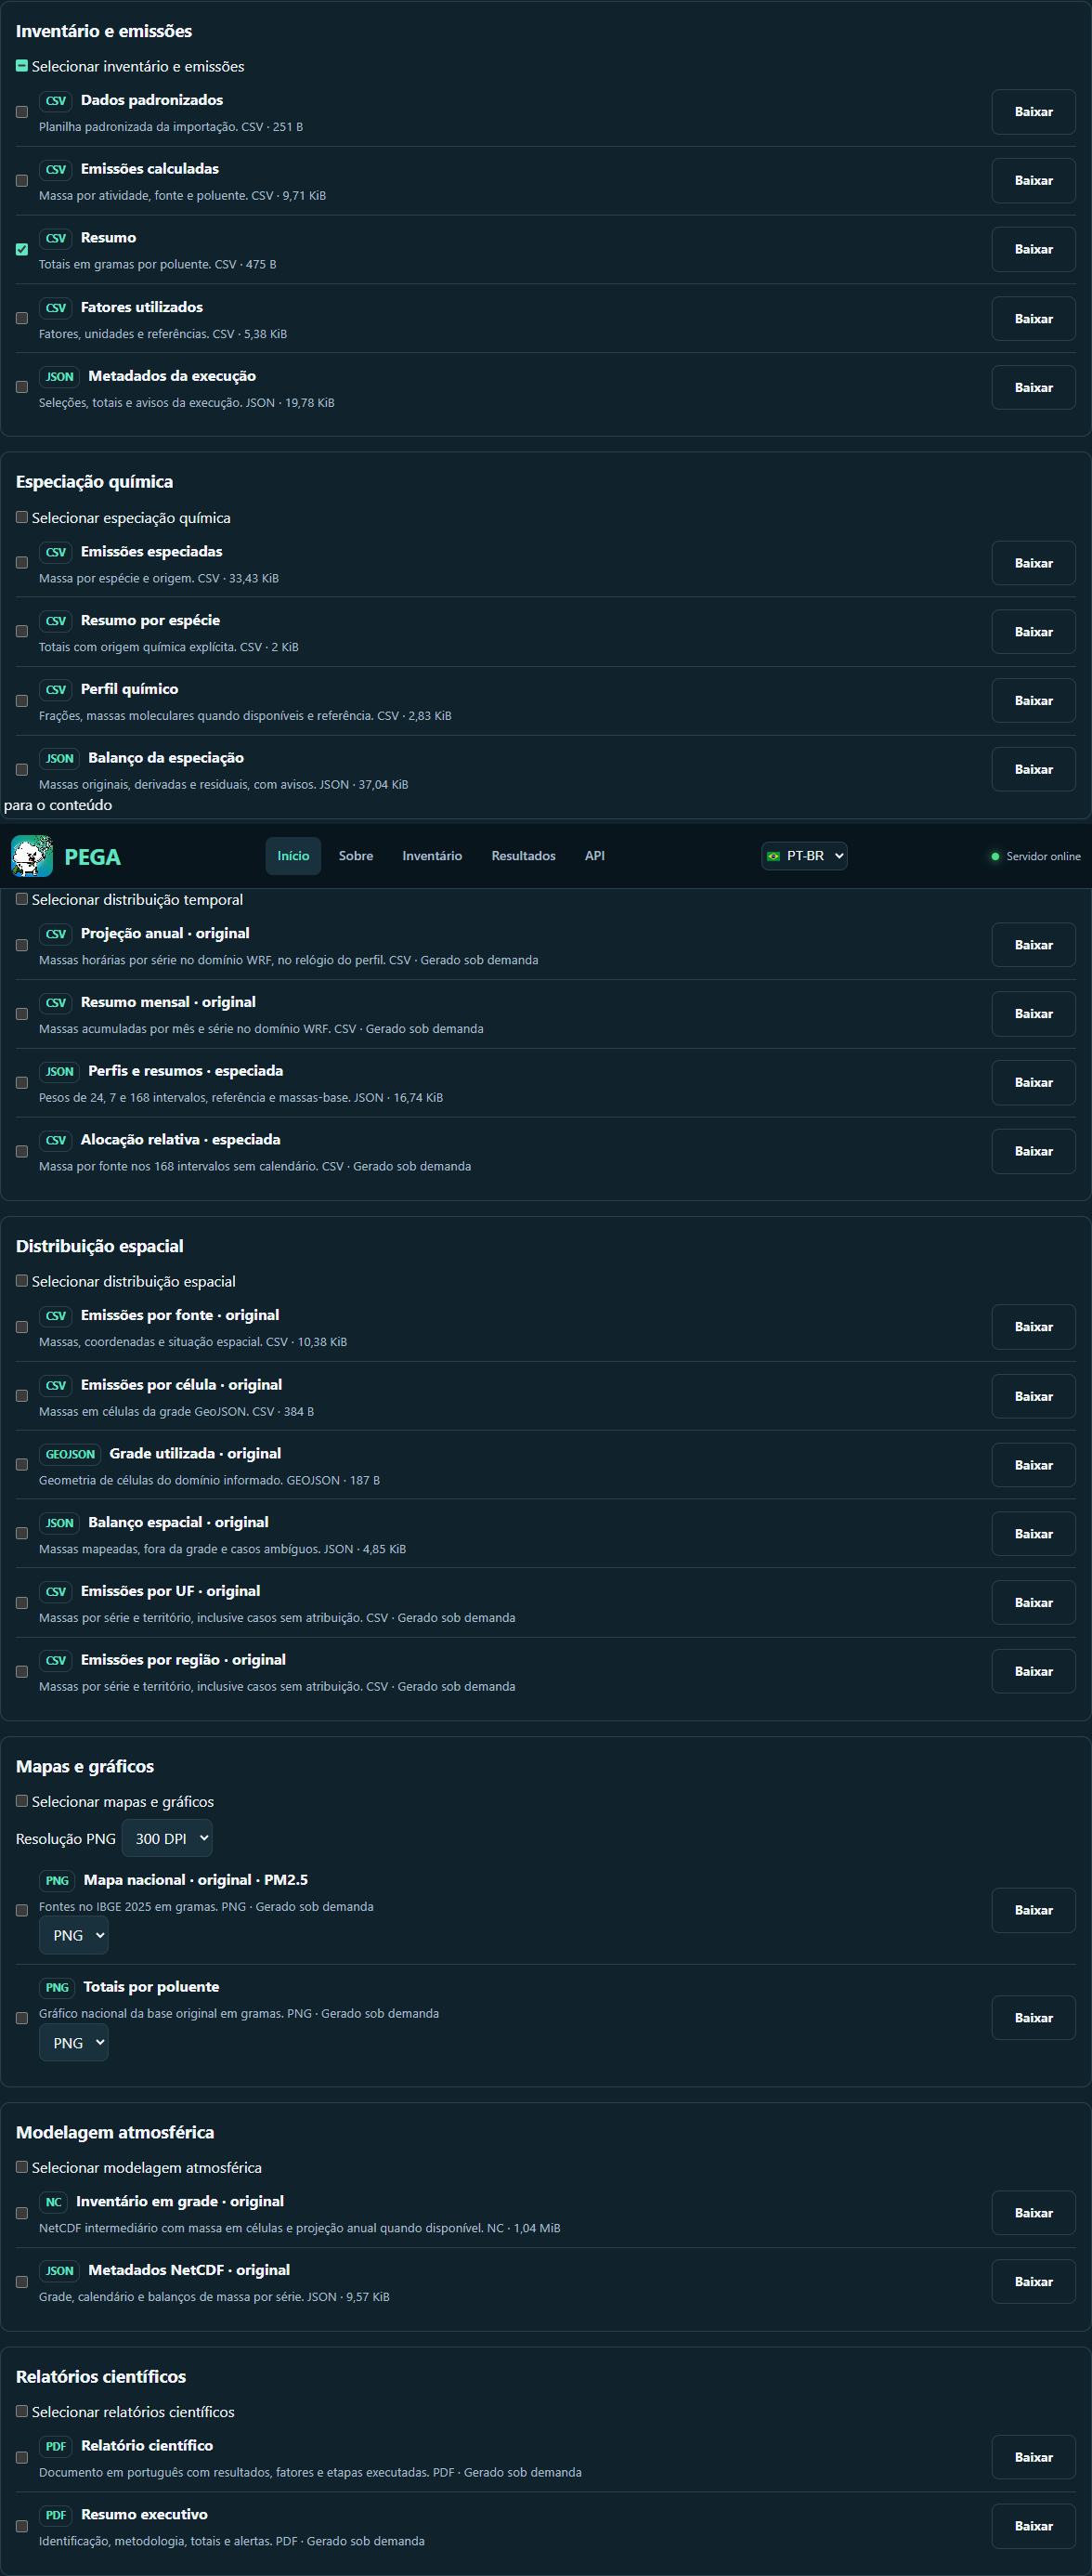 Inventário e emissões
Selecionar inventário e emissões
CSV Dados padronizados
Planilha padronizada da importação. CSV · 251 B
Baixar
CSV Emissões calculadas
Massa por atividade, fonte e poluente. CSV · 9,71 KiB
Baixar
CSV Resumo
Totais em gramas por poluente. CSV · 475 B
Baixar
CSV Fatores utilizados
Fatores, unidades e referências. CSV · 5,38 KiB
Baixar
JSON Metadados da execução
Seleções, totais e avisos da execução. JSON · 19,78 KiB
Baixar
Especiação química
Selecionar especiação química
CSV Emissões especiadas
Massa por espécie e origem. CSV · 33,43 KiB
Baixar
CSV Resumo por espécie
Totais com origem química explícita. CSV · 2 KiB
Baixar
CSV Perfil químico
Frações, massas moleculares quando disponíveis e referência. CSV · 2,83 KiB
Baixar
JSON Balanço da especiação
Massas originais, derivadas e residuais, com avisos. JSON · 37,04 KiB
Baixar
para o conteúdo
PEGA Início Sobre Inventário Resultados API PT-BR Servidor online
Selecionar distribuição temporal
CSV Projeção anual · original
Massas horárias por série no domínio WRF, no relógio do perfil. CSV · Gerado sob demanda
Baixar
CSV Resumo mensal · original
Massas acumuladas por mês e série no domínio WRF. CSV · Gerado sob demanda
Baixar
JSON Perfis e resumos · especiada
Pesos de 24, 7 e 168 intervalos, referência e massas-base. JSON · 16,74 KiB
Baixar
CSV Alocação relativa · especiada
Massa por fonte nos 168 intervalos sem calendário. CSV · Gerado sob demanda
Baixar
Distribuição espacial
Selecionar distribuição espacial
CSV Emissões por fonte · original
Massas, coordenadas e situação espacial. CSV · 10,38 KiB
Baixar
CSV Emissões por célula · original
Massas em células da grade GeoJSON. CSV · 384 B
Baixar
GEOJSON Grade utilizada · original
Geometria de células do domínio informado. GEOJSON · 187 B
Baixar
JSON Balanço espacial · original
Massas mapeadas, fora da grade e casos ambíguos. JSON · 4,85 KiB
Baixar
CSV Emissões por UF · original
Massas por série e território, inclusive casos sem atribuição. CSV · Gerado sob demanda
Baixar
CSV Emissões por região · original
Massas por série e território, inclusive casos sem atribuição. CSV · Gerado sob demanda
Baixar
Mapas e gráficos
Selecionar mapas e gráficos
Resolução PNG 300 DPI
PNG Mapa nacional · original · PM2.5
Fontes no IBGE 2025 em gramas. PNG · Gerado sob demanda
PNG
Baixar
PNG Totais por poluente
Gráfico nacional da base original em gramas. PNG · Gerado sob demanda
PNG
Baixar
Modelagem atmosférica
Selecionar modelagem atmosférica
NC Inventário em grade · original
NetCDF intermediário com massa em células e projeção anual quando disponível. NC · 1,04 MiB
Baixar
JSON Metadados NetCDF · original
Grade, calendário e balanços de massa por série. JSON · 9,57 KiB
Baixar
Relatórios científicos
Selecionar relatórios científicos
PDF Relatório científico
Documento em português com resultados, fatores e etapas executadas. PDF · Gerado sob demanda
Baixar
PDF Resumo executivo
Identificação, metodologia, totais e alertas. PDF · Gerado sob demanda
Baixar